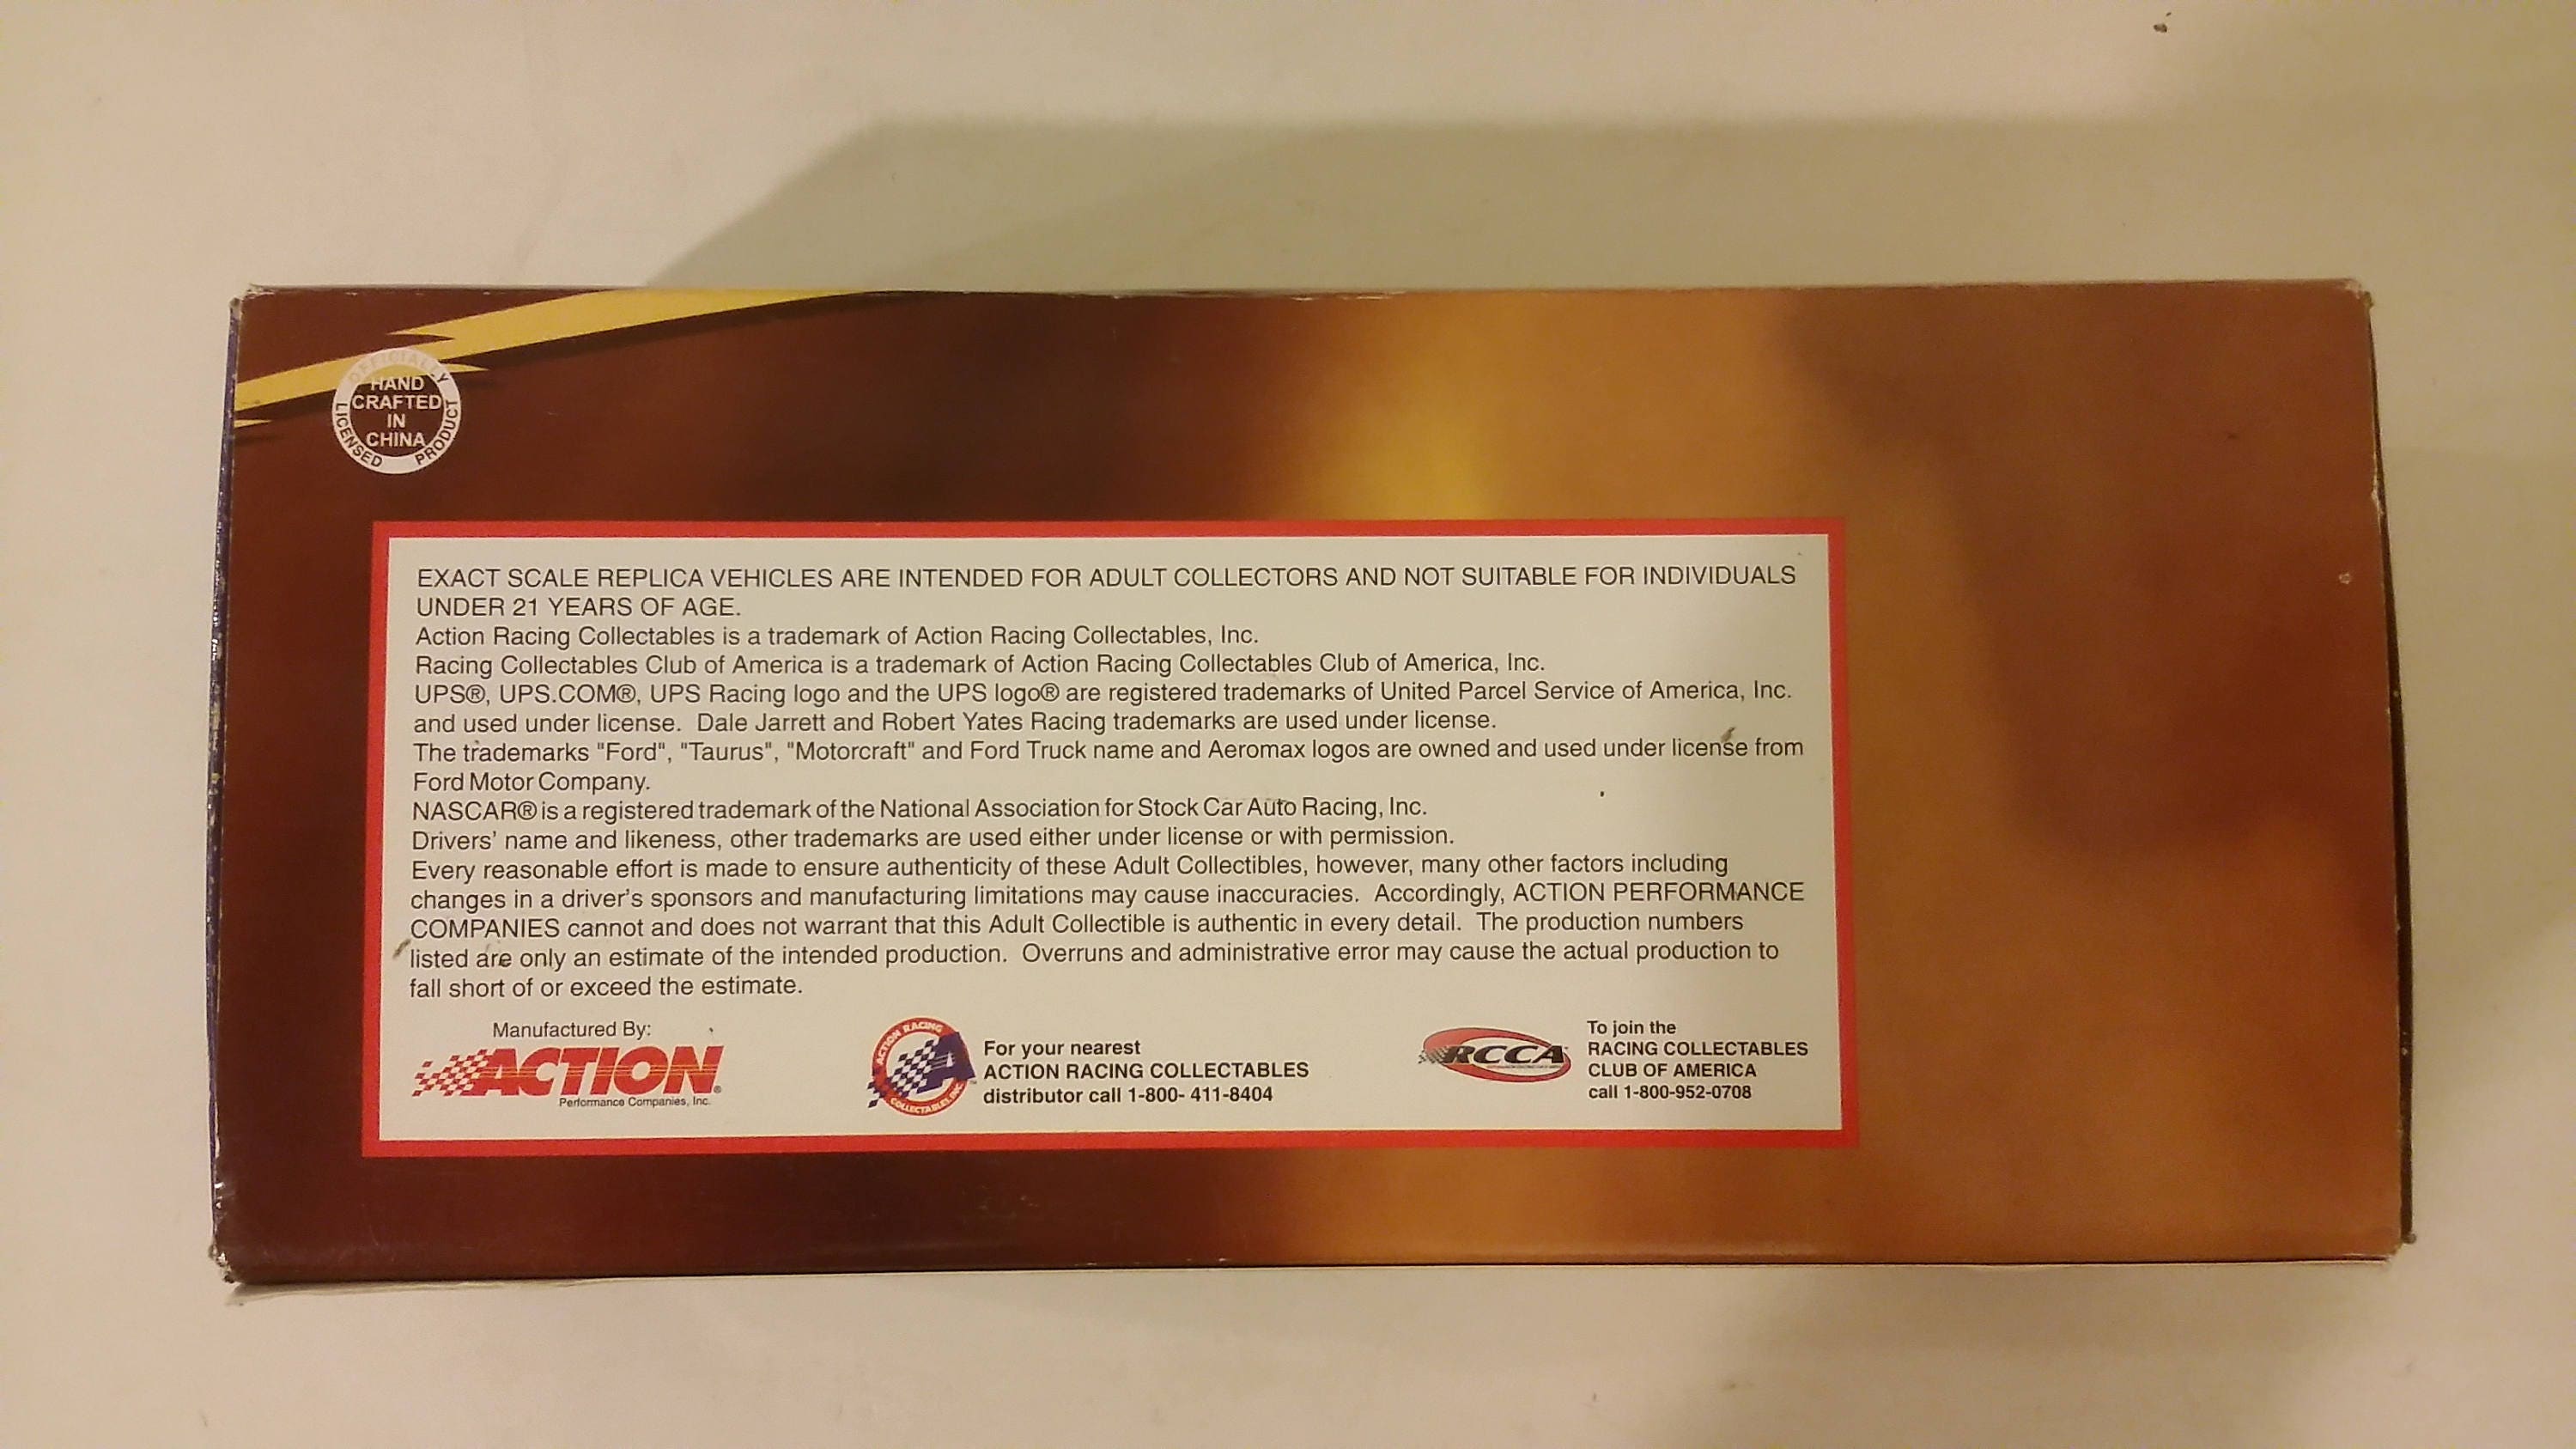 OFFICIALLY LICENSED PRODUCT
HAND
CRAFTED
IN
CHINA
EXACT SCALE REPLICA VEHICLES ARE INTENDED FOR ADULT COLLECTORS AND NOT SUITABLE FOR INDIVIDUALS
UNDER 21 YEARS OF AGE.
Action Racing Collectables is a trademark of Action Racing Collectables, Inc.
Racing Collectables Club of America is a trademark of Action Racing Collectables Club of America, Inc.
UPS®, UPS.COM®, UPS Racing logo and the UPS logo® are registered trademarks of United Parcel Service of America, Inc.
and used under license. Dale Jarrett and Robert Yates Racing trademarks are used under license.
The trademarks "Ford", "Taurus", "Motorcraft" and Ford Truck name and Aeromax logos are owned and used under license from
Ford Motor Company.
NASCAR® is a registered trademark of the National Association for Stock Car Auto Racing, Inc.
Drivers' name and likeness, other trademarks are used either under license or with permission.
Every reasonable effort is made to ensure authenticity of these Adult Collectibles, however, many other factors including
changes in a driver's sponsors and manufacturing limitations may cause inaccuracies. Accordingly, ACTION PERFORMANCE
COMPANIES cannot and does not warrant that this Adult Collectible is authentic in every detail. The production numbers
listed are only an estimate of the intended production. Overruns and administrative error may cause the actual production to
fall short of or exceed the estimate.
Manufactured By:
ACTION®
Performance Companies, Inc.
ACTION RACING
A™
COLLECTABLES, INC.
For your nearest
ACTION RACING COLLECTABLES
distributor call 1-800- 411-8404
RCCA
To join the
RACING COLLECTABLES
CLUB OF AMERICA
call 1-800-952-0708